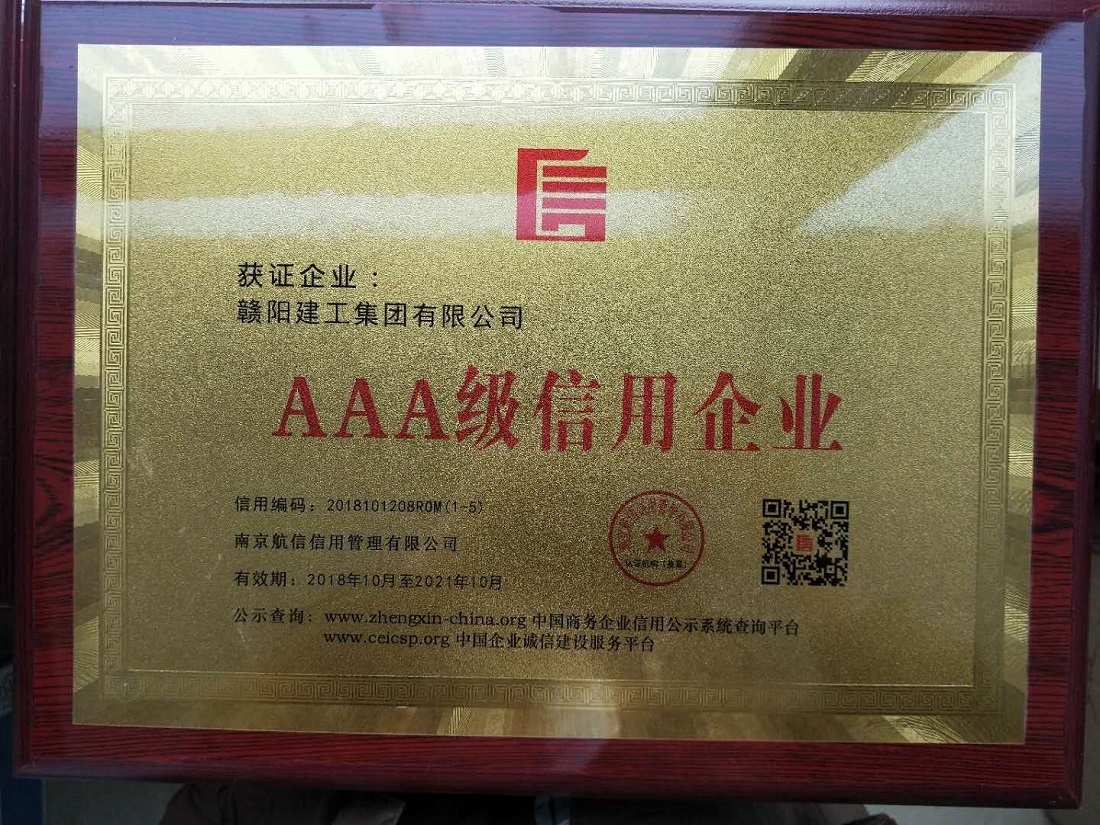 获证企业：
赣阳建工集团有限公司
AAA级信用企业
信用编码：2018101208R0M(1-5)
南京航信信用管理有限公司
有效期：2018年10月至2021年10月
公示查询：www.zhengxin-china.org 中国商务企业信用公示系统查询平台
www.ceicsp.org 中国企业诚信建设服务平台